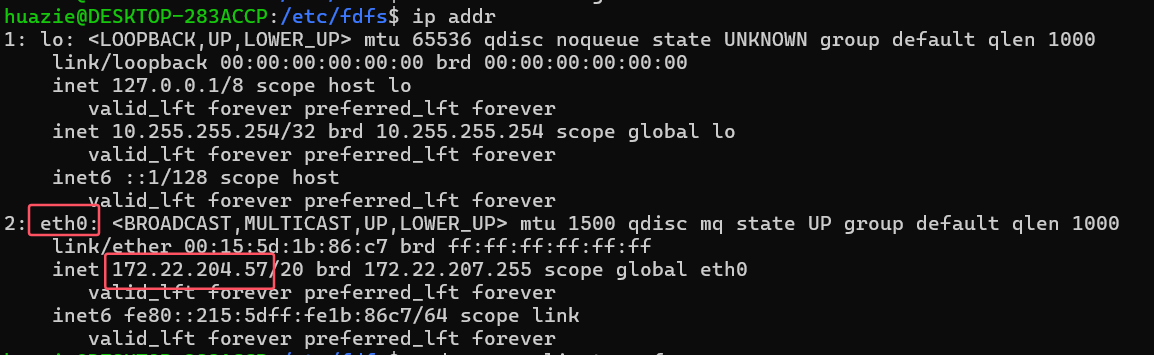 huazie@DESKTOP-283ACCP:/etc/fdfs$ ip addr
1: lo: <LOOPBACK,UP,LOWER_UP> mtu 65536 qdisc noqueue state UNKNOWN group default qlen 1000
    link/loopback 00:00:00:00:00:00 brd 00:00:00:00:00:00
    inet 127.0.0.1/8 scope host lo
       valid_lft forever preferred_lft forever
    inet 10.255.255.254/32 brd 10.255.255.254 scope global lo
       valid_lft forever preferred_lft forever
    inet6 ::1/128 scope host
       valid_lft forever preferred_lft forever
2: eth0: <BROADCAST,MULTICAST,UP,LOWER_UP> mtu 1500 qdisc mq state UP group default qlen 1000
    link/ether 00:15:5d:1b:86:c7 brd ff:ff:ff:ff:ff:ff
    inet 172.22.204.57/20 brd 172.22.207.255 scope global eth0
       valid_lft forever preferred_lft forever
    inet6 fe80::215:5dff:fe1b:86c7/64 scope link
       valid_lft forever preferred_lft forever